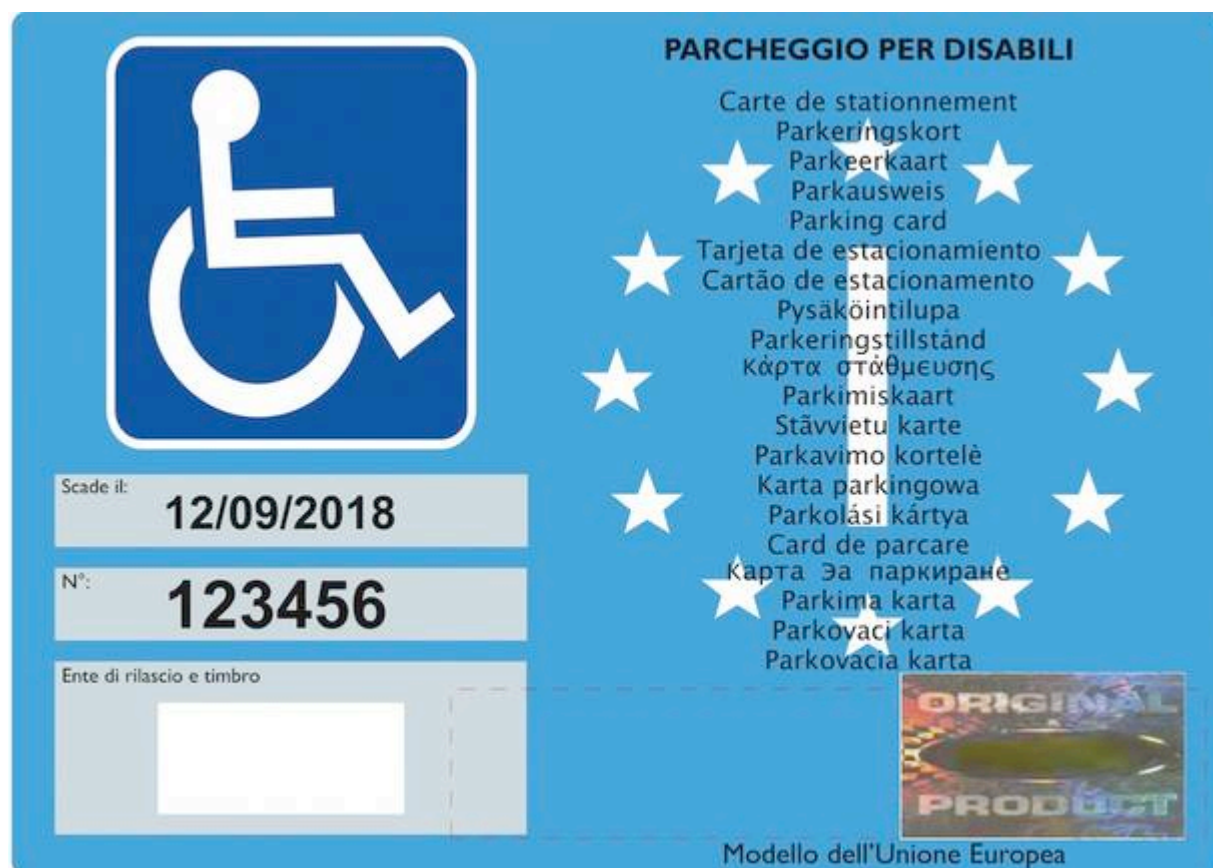 PARCHEGGIO PER DISABILI
Carte de stationnement
Parkeringskort
Parkeerkaart
Parkausweis
Parking card
Tarjeta de estacionamiento
Cartão de estacionamento
Pysäköintilupa
Parkeringstillstånd
Κάρτα στάθμευσης
Parkimiskaart
Stāvvietu karte
Parkavimo kortelė
Karta parkingowa
Parkolási kártya
Card de parcare
Карта Эа паркиране
Parkima karta
Parkovaci karta
Parkovacia karta
I
Scade il:
12/09/2018
N°:
123456
Ente di rilascio e timbro
ORIGINAL
PRODUCT
Modello dell'Unione Europea